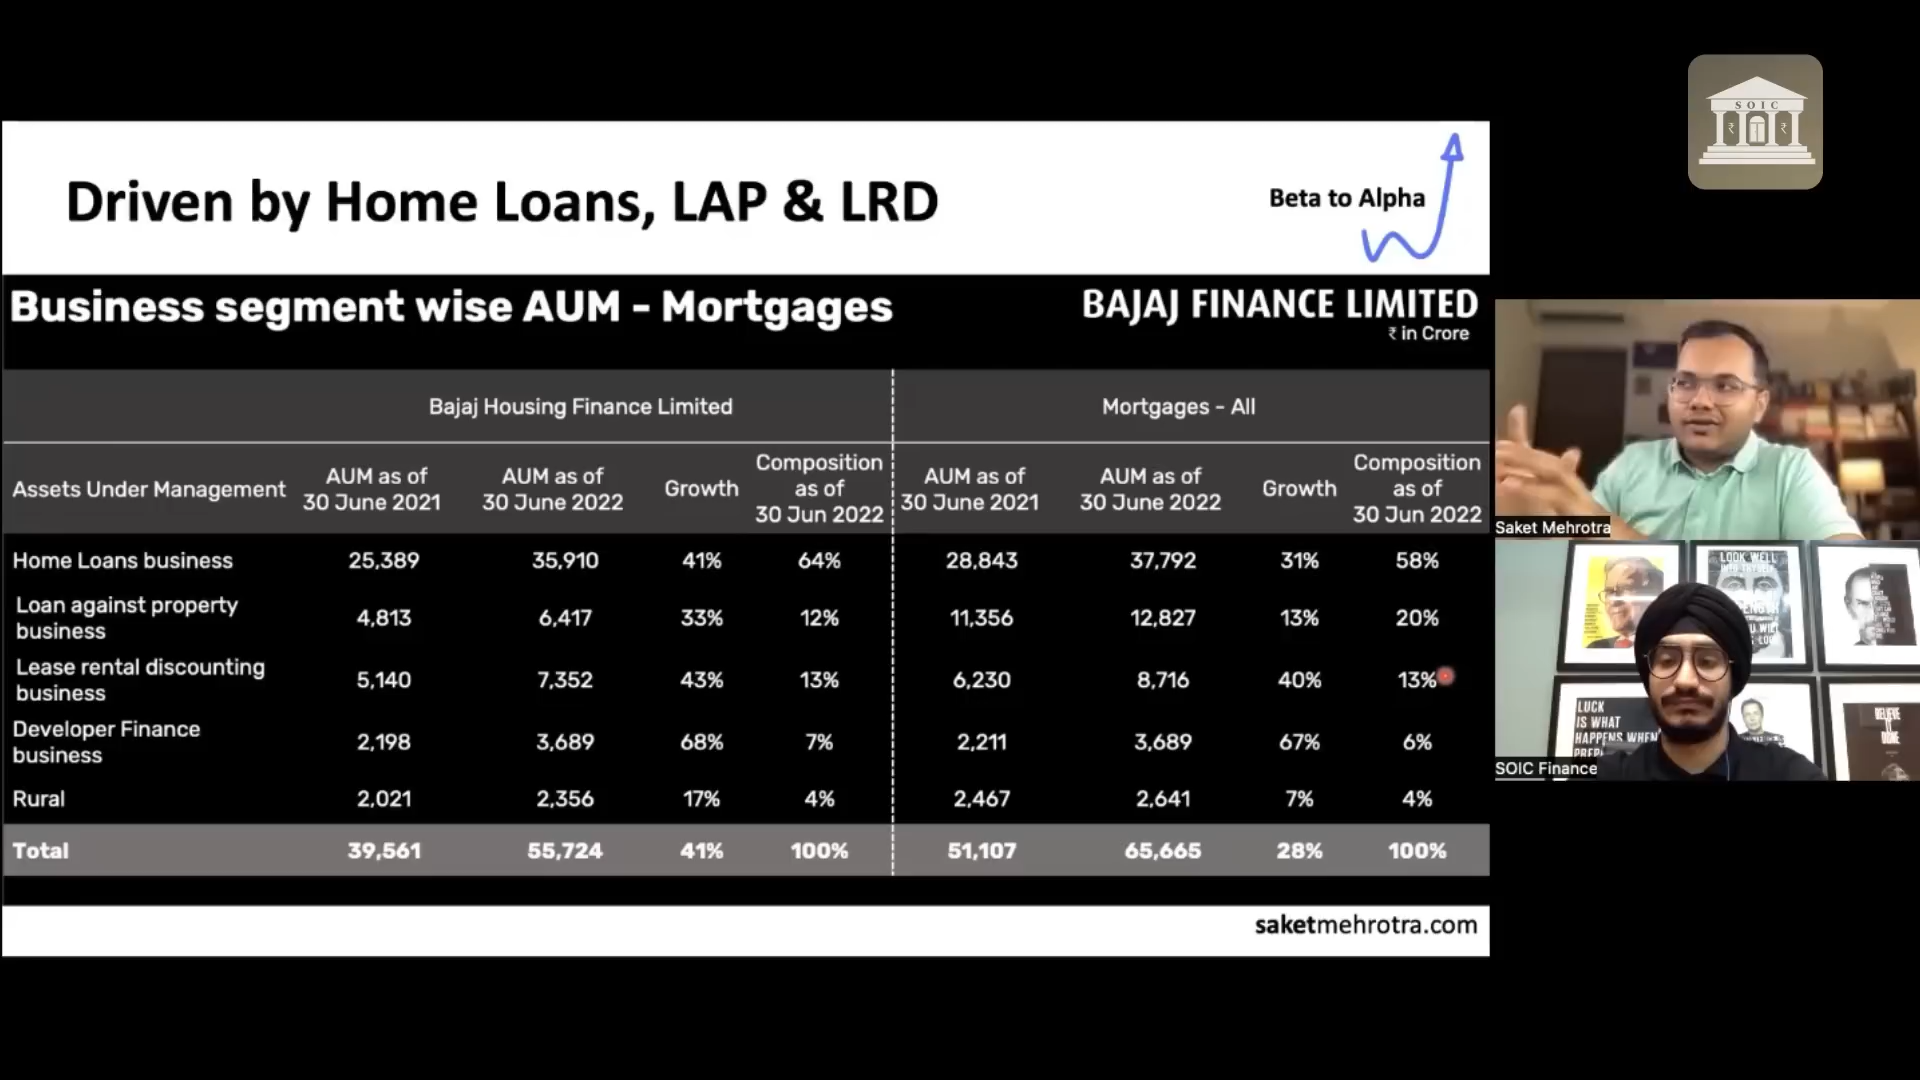 SOIC
Driven by Home Loans, LAP & LRD
Beta to Alpha
Business segment wise AUM - Mortgages
BAJAJ FINANCE LIMITED
₹ in Crore
Bajaj Housing Finance Limited
Mortgages - All
Assets Under Management
AUM as of
30 June 2021
AUM as of
30 June 2022
Growth
Composition
as of
30 Jun 2022
AUM as of
30 June 2021
AUM as of
30 June 2022
Growth
Composition
as of
30 Jun 2022
Home Loans business 25,389 35,910 41% 64% 28,843 37,792 31% 58%
Loan against property
business 4,813 6,417 33% 12% 11,356 12,827 13% 20%
Lease rental discounting
business 5,140 7,352 43% 13% 6,230 8,716 40% 13%
Developer Finance
business 2,198 3,689 68% 7% 2,211 3,689 67% 6%
Rural 2,021 2,356 17% 4% 2,467 2,641 7% 4%
Total 39,561 55,724 41% 100% 51,107 65,665 28% 100%
saketmehrotra.com
Saket Mehrotra
LOOK WELL
LUCK
IS WHAT
HAPPENS WHEN
SOIC Finance